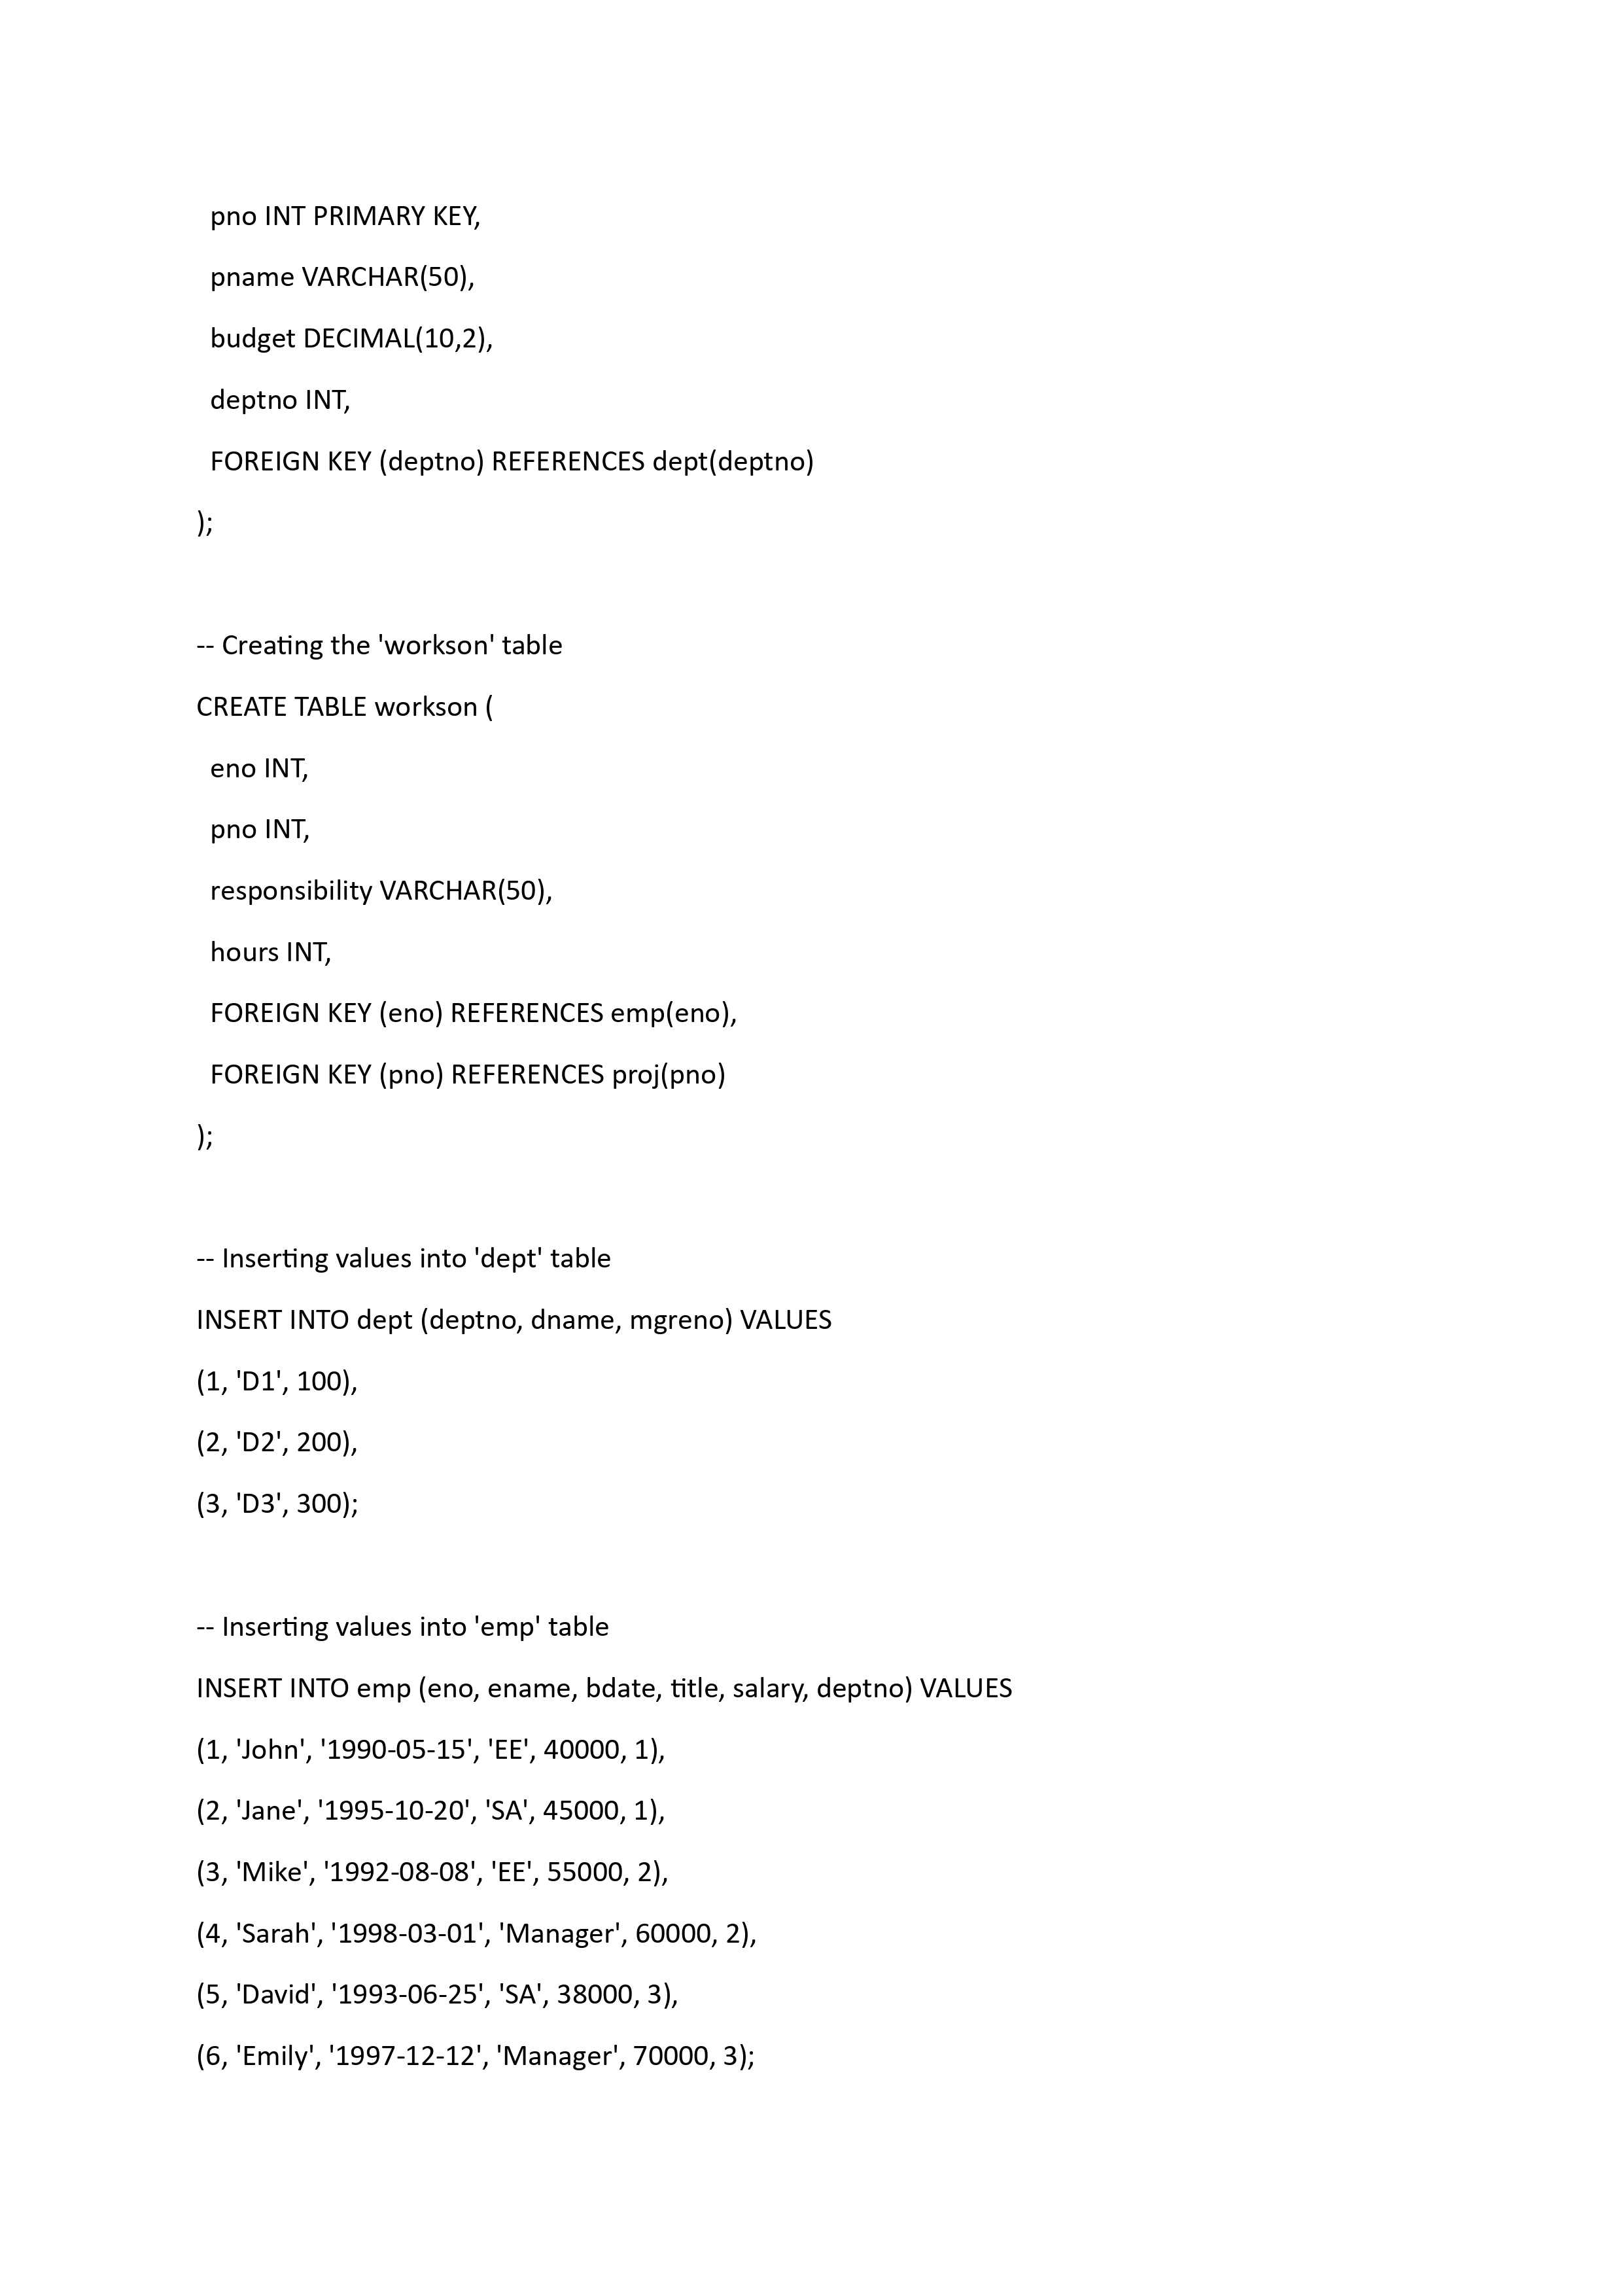 pno INT PRIMARY KEY,
pname VARCHAR(50),
budget DECIMAL(10,2),
deptno INT,
FOREIGN KEY (deptno) REFERENCES dept(deptno)
);
-- Creating the 'workson' table
CREATE TABLE workson (
eno INT,
pno INT,
responsibility VARCHAR(50),
hours INT,
FOREIGN KEY (eno) REFERENCES emp(eno),
FOREIGN KEY (pno) REFERENCES proj(pno)
);
-- Inserting values into 'dept' table
INSERT INTO dept (deptno, dname, mgreno) VALUES
(1, 'D1', 100),
(2, 'D2', 200),
(3, 'D3', 300);
-- Inserting values into 'emp' table
INSERT INTO emp (eno, ename, bdate, title, salary, deptno) VALUES
(1, 'John', '1990-05-15', 'EE', 40000, 1),
(2, 'Jane', '1995-10-20', 'SA', 45000, 1),
(3, 'Mike', '1992-08-08', 'EE', 55000, 2),
(4, 'Sarah', '1998-03-01', 'Manager', 60000, 2),
(5, 'David', '1993-06-25', 'SA', 38000, 3),
(6, 'Emily', '1997-12-12', 'Manager', 70000, 3);